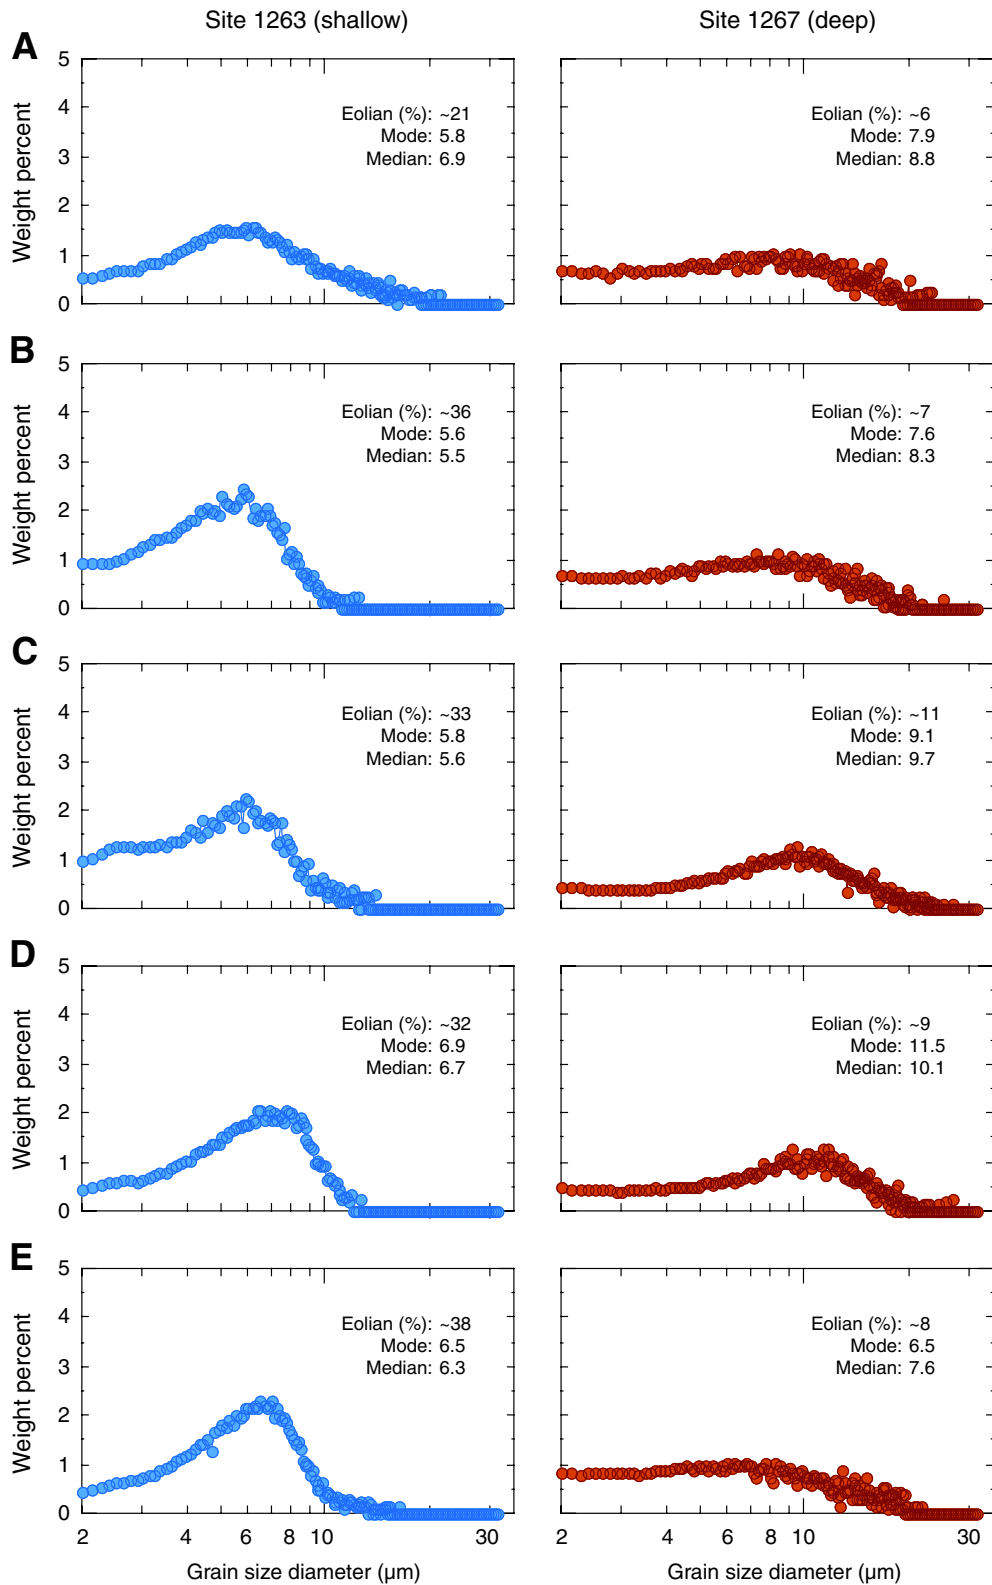 Site 1263 (shallow)
Site 1267 (deep)
A
Weight percent
5
4
3
2
1
0
Eolian (%): ~21
Mode: 5.8
Median: 6.9
Eolian (%): ~6
Mode: 7.9
Median: 8.8
B
Weight percent
5
4
3
2
1
0
Eolian (%): ~36
Mode: 5.6
Median: 5.5
Eolian (%): ~7
Mode: 7.6
Median: 8.3
C
Weight percent
5
4
3
2
1
0
Eolian (%): ~33
Mode: 5.8
Median: 5.6
Eolian (%): ~11
Mode: 9.1
Median: 9.7
D
Weight percent
5
4
3
2
1
0
Eolian (%): ~32
Mode: 6.9
Median: 6.7
Eolian (%): ~9
Mode: 11.5
Median: 10.1
E
Weight percent
5
4
3
2
1
0
Eolian (%): ~38
Mode: 6.5
Median: 6.3
Eolian (%): ~8
Mode: 6.5
Median: 7.6
2 4 6 8 10 30
2 4 6 8 10 30
Grain size diameter (µm)
Grain size diameter (µm)